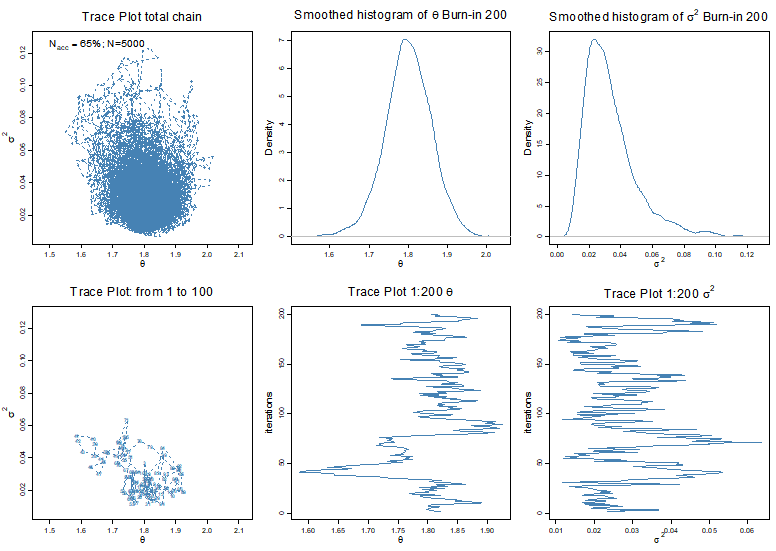 Trace Plot total chain
N_acc = 65%; N=5000
0.12
0.10
0.08
0.06
0.04
0.02
σ²
1.5 1.6 1.7 1.8 1.9 2.0 2.1
θ
Smoothed histogram of θ Burn-in 200
7
6
5
4
3
2
1
0
Density
1.6 1.7 1.8 1.9 2.0
θ
Smoothed histogram of σ² Burn-in 200
30
25
20
15
10
5
0
Density
0.00 0.02 0.04 0.06 0.08 0.10 0.12
σ²
Trace Plot: from 1 to 100
0.12
0.10
0.08
0.06
0.04
0.02
σ²
1.5 1.6 1.7 1.8 1.9 2.0 2.1
θ
Trace Plot 1:200 θ
200
150
100
50
0
iterations
1.60 1.65 1.70 1.75 1.80 1.85 1.90
θ
Trace Plot 1:200 σ²
200
150
100
50
0
iterations
0.01 0.02 0.03 0.04 0.05 0.06
σ²